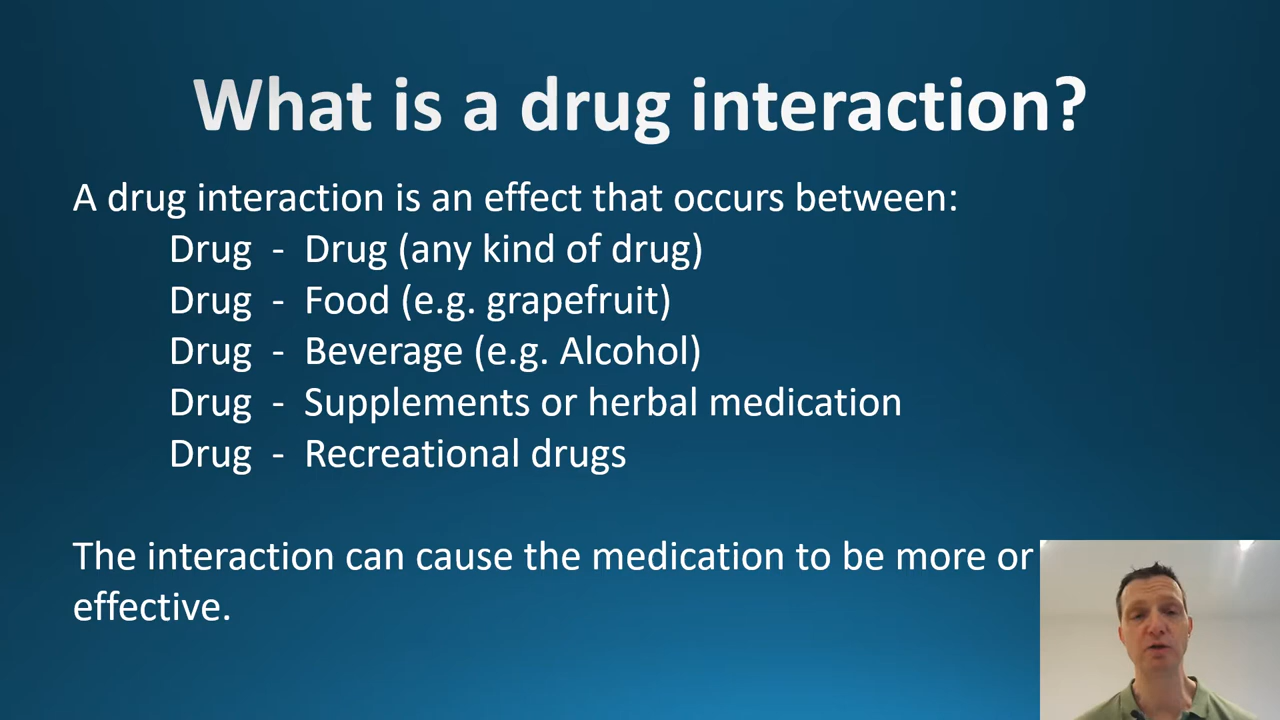 What is a drug interaction?
A drug interaction is an effect that occurs between:
Drug - Drug (any kind of drug)
Drug - Food (e.g. grapefruit)
Drug - Beverage (e.g. Alcohol)
Drug - Supplements or herbal medication
Drug - Recreational drugs
The interaction can cause the medication to be more or
effective.